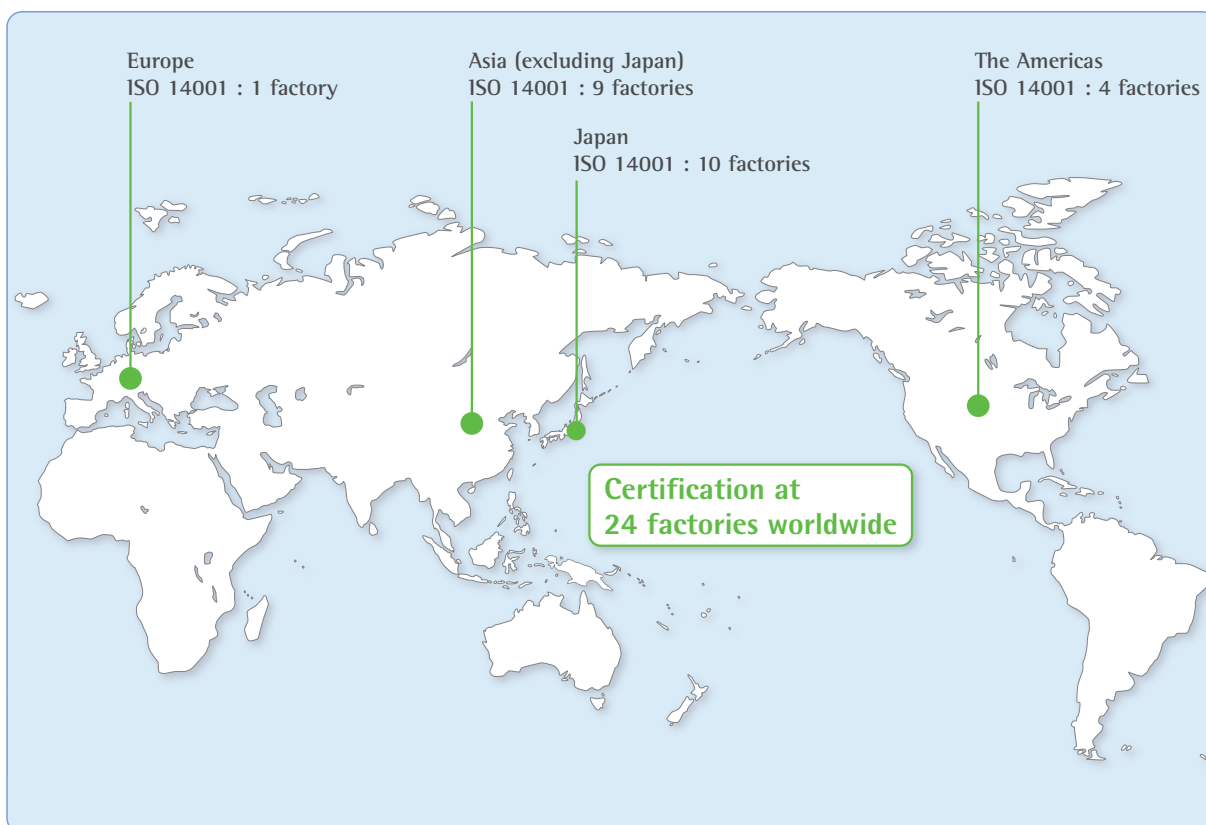 Europe
ISO 14001 : 1 factory
Asia (excluding Japan)
ISO 14001 : 9 factories
The Americas
ISO 14001 : 4 factories
Japan
ISO 14001 : 10 factories
Certification at
24 factories worldwide